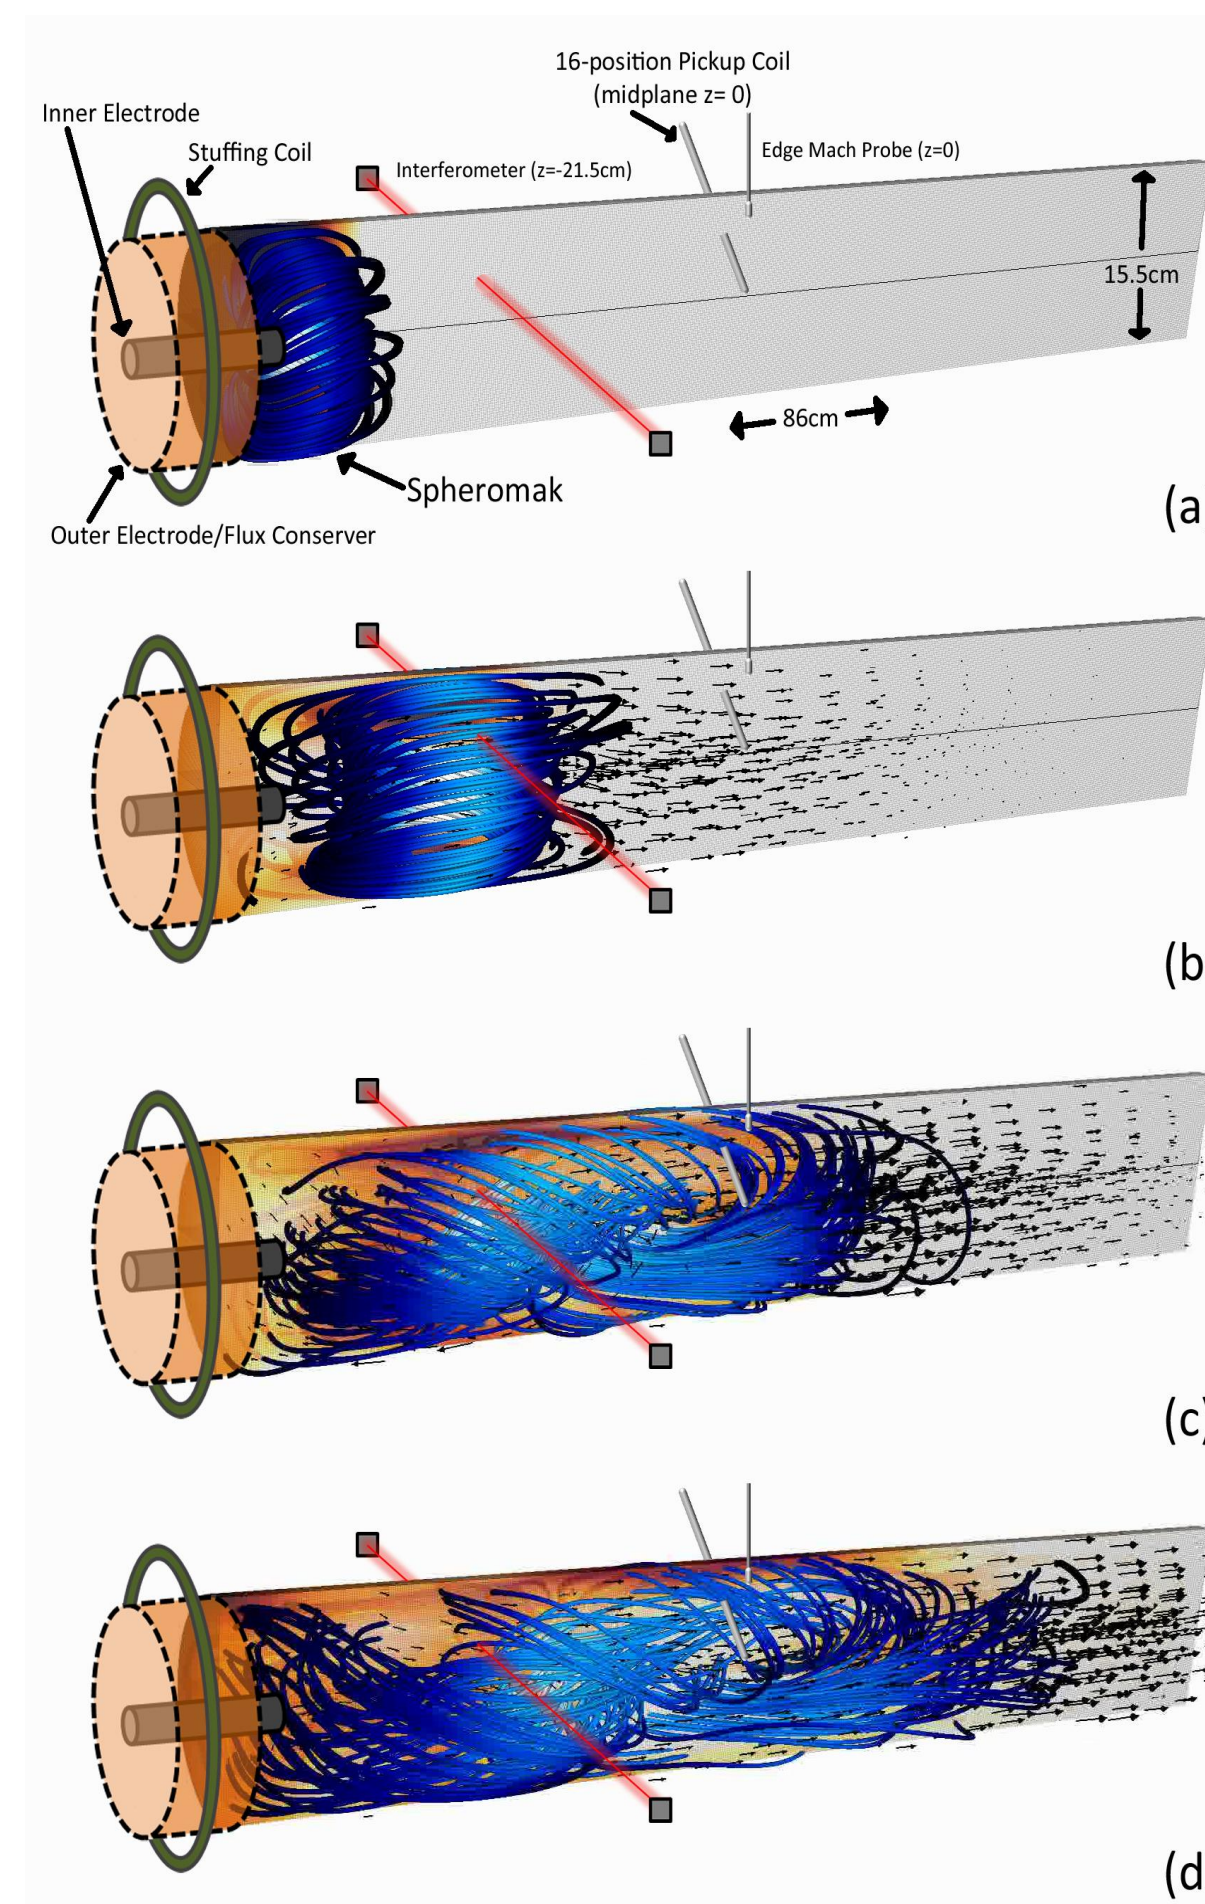 16-position Pickup Coil
(midplane z= 0)
Inner Electrode
Stuffing Coil
Edge Mach Probe (z=0)
Interferometer (z=-21.5cm)
15.5cm
86cm
Spheromak
(a
Outer Electrode/Flux Conserver
(b
(c)
(d